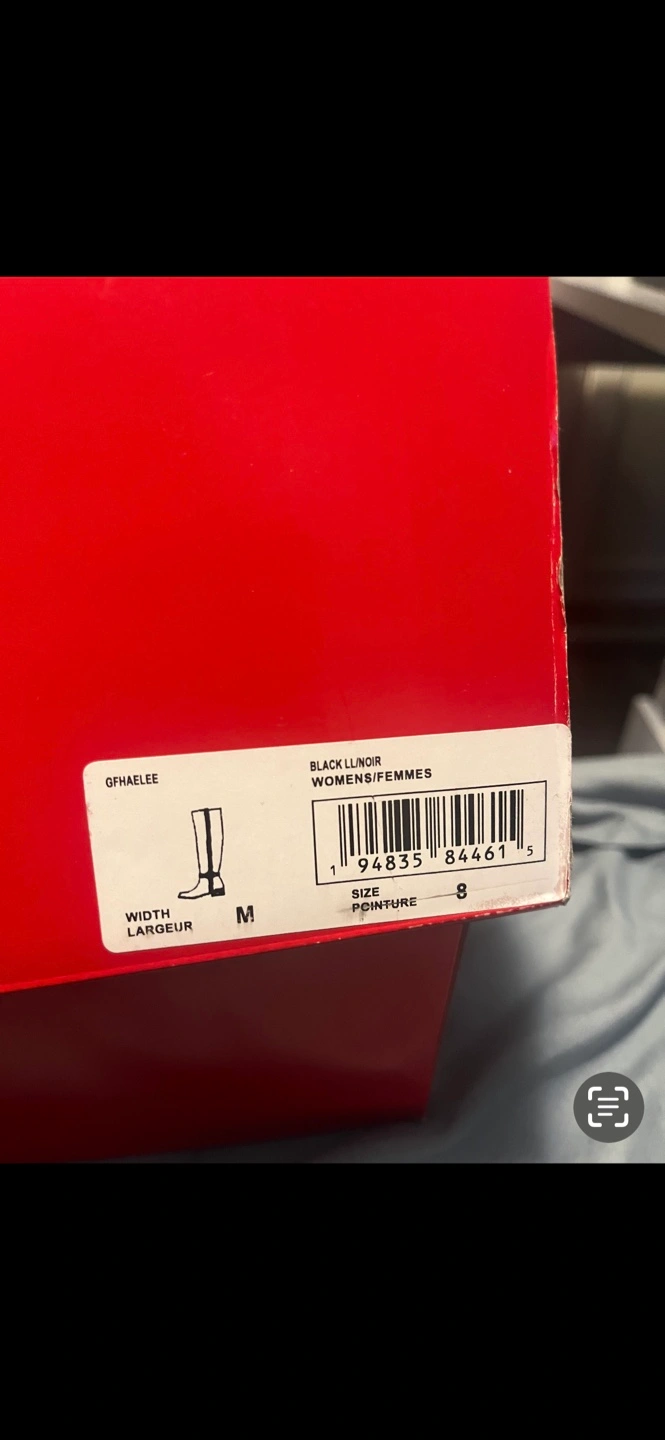 GFHAELEE
BLACK LL/NOIR
WOMENS/FEMMES
1 94835 84461 5
SIZE 8
POINTURE
WIDTH M
LARGEUR